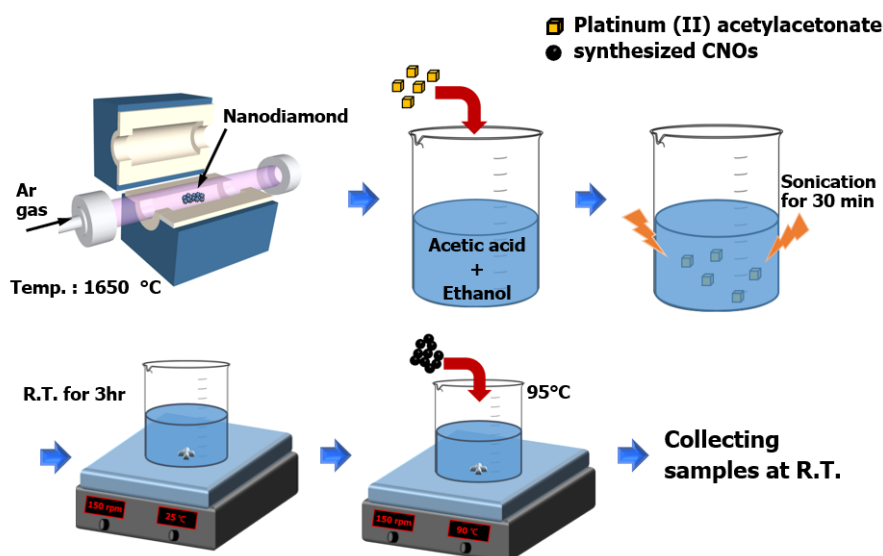 Platinum (II) acetylacetonate
synthesized CNOs
Nanodiamond
Ar
gas
Temp. : 1650 °C
Acetic acid
+
Ethanol
Sonication
for 30 min
R.T. for 3hr
150 rpm
25 ℃
95°C
150 rpm
90 ℃
Collecting
samples at R.T.